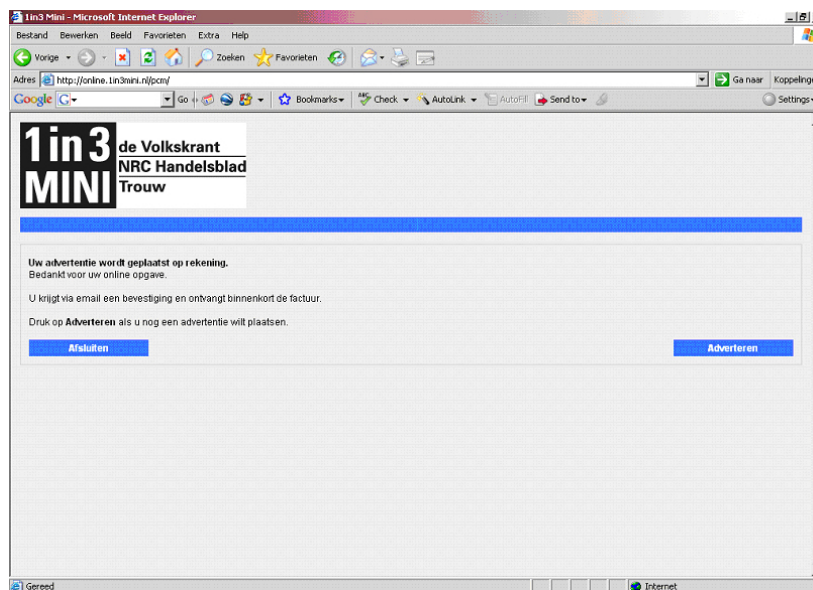 1in3 Mini - Microsoft Internet Explorer
Bestand Bewerken Beeld Favorieten Extra Help
Vorige Zoeken Favorieten
Adres http://online.1in3mini.nl/pcm/ Ga naar Koppelinge
Google G Go Bookmarks Check AutoLink AutoFill Send to Settings
1in3 MINI
de Volkskrant
NRC Handelsblad
Trouw
Uw advertentie wordt geplaatst op rekening.
Bedankt voor uw online opgave.
U krijgt via email een bevestiging en ontvangt binnenkort de factuur.
Druk op Adverteren als u nog een advertentie wilt plaatsen.
Afsluiten Adverteren
Gereed Internet